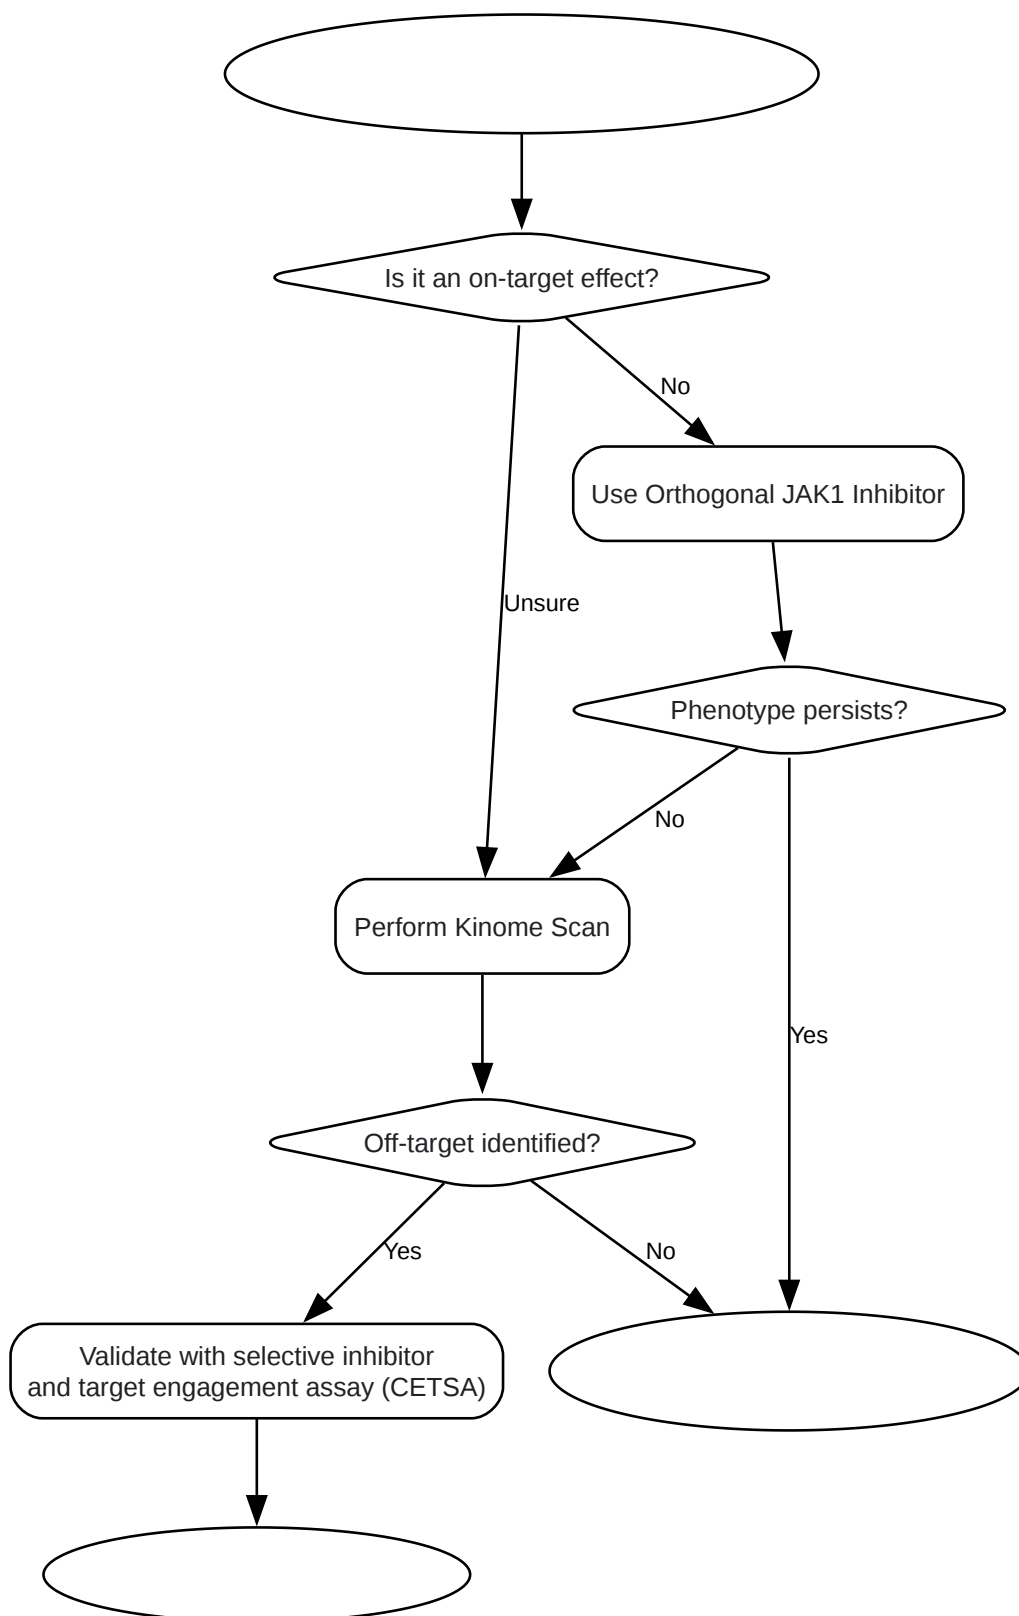 Is it an on-target effect?
No
Use Orthogonal JAK1 Inhibitor
Unsure
Phenotype persists?
No
Perform Kinome Scan
Yes
Off-target identified?
Yes
No
Validate with selective inhibitor
and target engagement assay (CETSA)